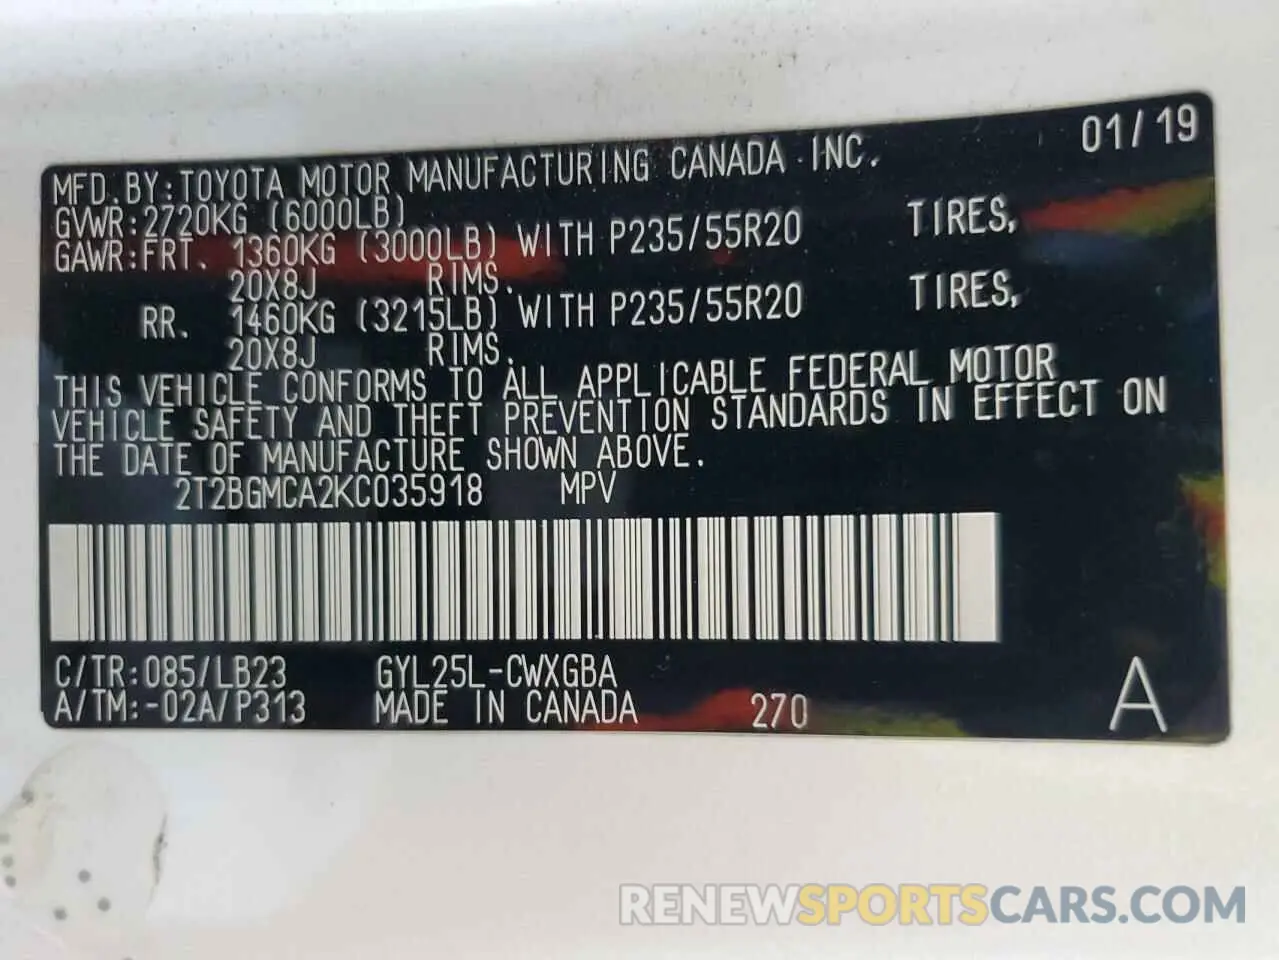 01/19
MFD.BY:TOYOTA MOTOR MANUFACTURING CANADA INC.
GVWR:2720KG (6000LB)
GAWR:FRT. 1360KG (3000LB) WITH P235/55R20 TIRES,
20X8J RIMS.
RR. 1460KG (3215LB) WITH P235/55R20 TIRES,
20X8J RIMS.
THIS VEHICLE CONFORMS TO ALL APPLICABLE FEDERAL MOTOR
VEHICLE SAFETY AND THEFT PREVENTION STANDARDS IN EFFECT ON
THE DATE OF MANUFACTURE SHOWN ABOVE.
2T2BGMCA2KC035918 MPV
C/TR:085/LB23 GYL25L-CWXGBA
A/TM:-02A/P313 MADE IN CANADA 270 A
RENEWSPORTSCARS.COM